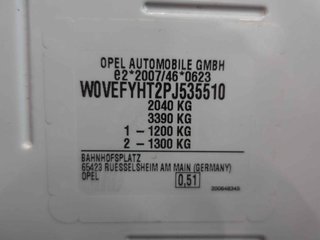 OPEL AUTOMOBILE GMBH
e2*2007/46*0623
W0VEFYHT2PJ535510
2040 KG
3390 KG
1 - 1200 KG
2 - 1300 KG
BAHNHOFSPLATZ
65423 RUESSELSHEIM AM MAIN (GERMANY)
OPEL 0,51